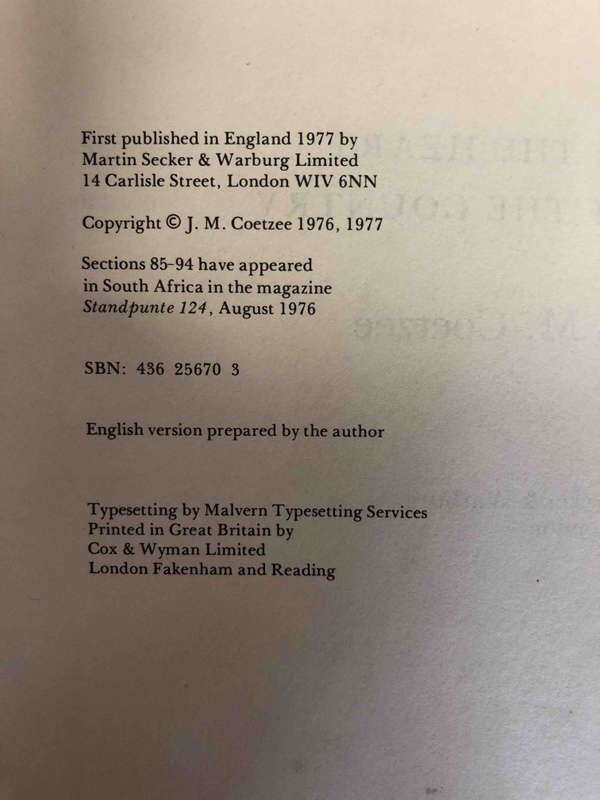 First published in England 1977 by
Martin Secker & Warburg Limited
14 Carlisle Street, London WIV 6NN
Copyright © J. M. Coetzee 1976, 1977
Sections 85-94 have appeared
in South Africa in the magazine
Standpunte 124, August 1976
SBN: 436 25670 3
English version prepared by the author
Typesetting by Malvern Typesetting Services
Printed in Great Britain by
Cox & Wyman Limited
London Fakenham and Reading